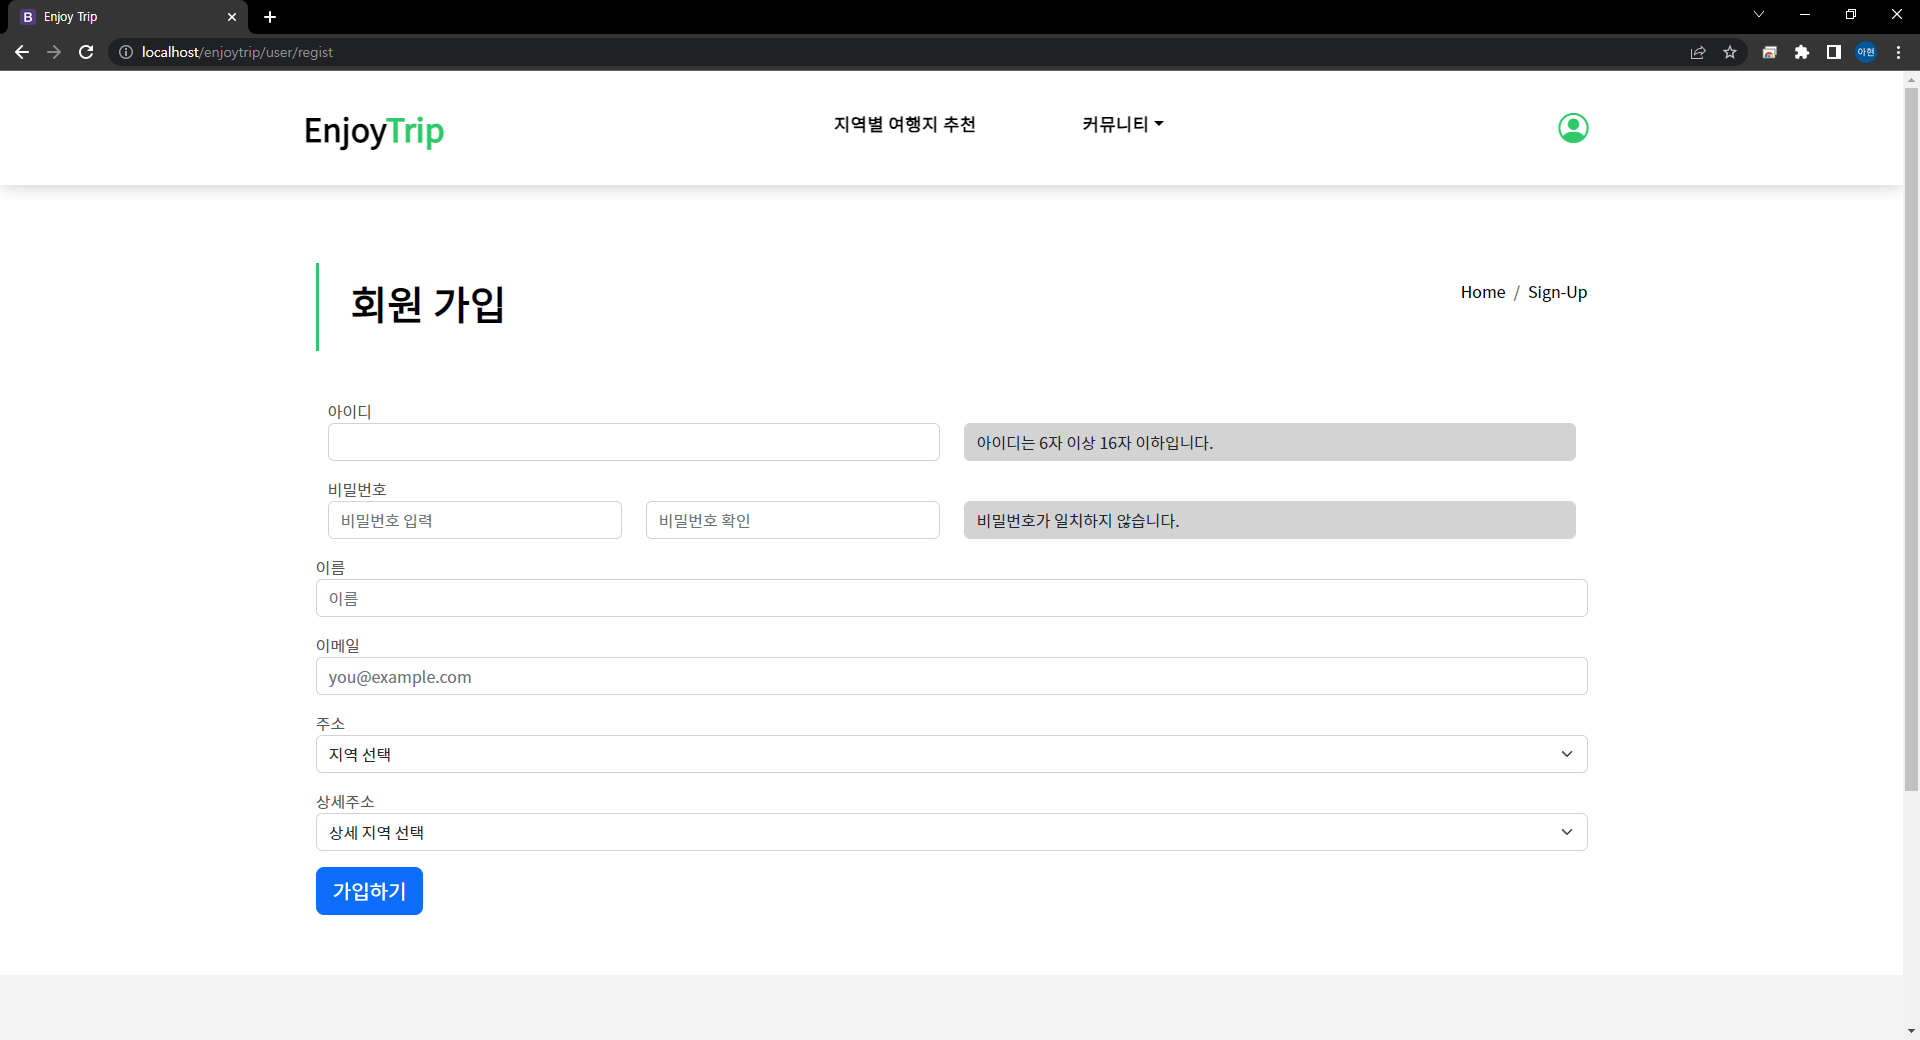 Enjoy Trip
localhost/enjoytrip/user/regist
아현
EnjoyTrip
지역별 여행지 추천
커뮤니티
회원 가입
Home / Sign-Up
아이디
아이디는 6자 이상 16자 이하입니다.
비밀번호
비밀번호 입력
비밀번호 확인
비밀번호가 일치하지 않습니다.
이름
이름
이메일
you@example.com
주소
지역 선택
상세주소
상세 지역 선택
가입하기